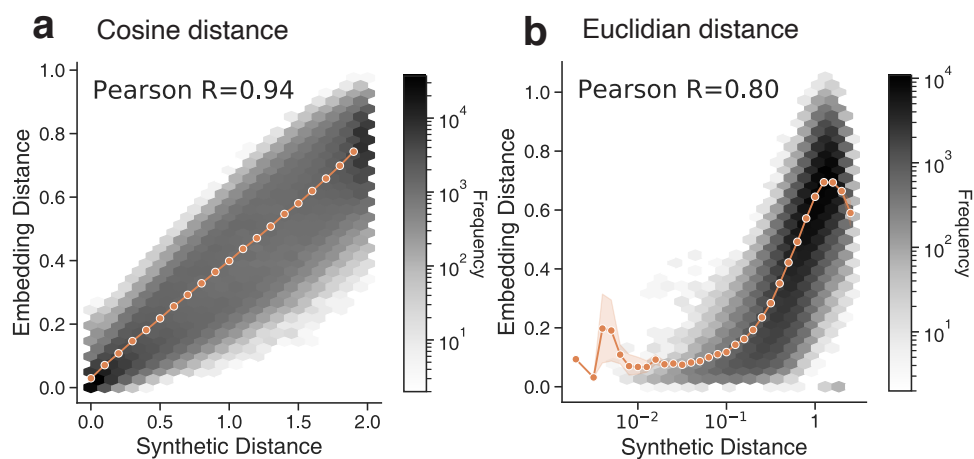 a Cosine distance
Pearson R=0.94
Embedding Distance
1.0
0.8
0.6
0.4
0.2
0.0
0.0 0.5 1.0 1.5 2.0
Synthetic Distance
10^4
10^3
10^2
10^1
Frequency
b Euclidian distance
Pearson R=0.80
Embedding Distance
1.0
0.8
0.6
0.4
0.2
0.0
10^-2 10^-1 1
Synthetic Distance
10^4
10^3
10^2
10^1
Frequency